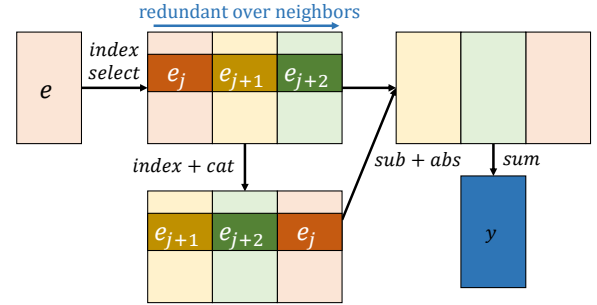 redundant over neighbors
index
select
e
e_j e_{j+1} e_{j+2}
index + cat
sub + abs
sum
e_{j+1} e_{j+2} e_j
y